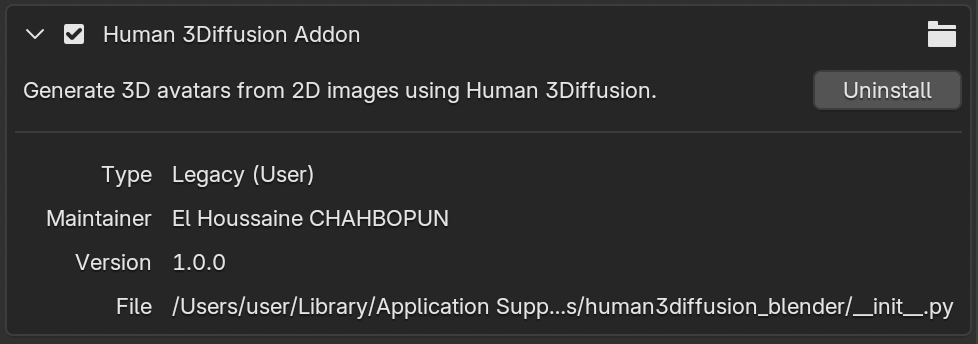 Human 3Diffusion Addon
Generate 3D avatars from 2D images using Human 3Diffusion.
Uninstall
Type Legacy (User)
Maintainer El Houssaine CHAHBOPUN
Version 1.0.0
File /Users/user/Library/Application Supp...s/human3diffusion_blender/__init__.py